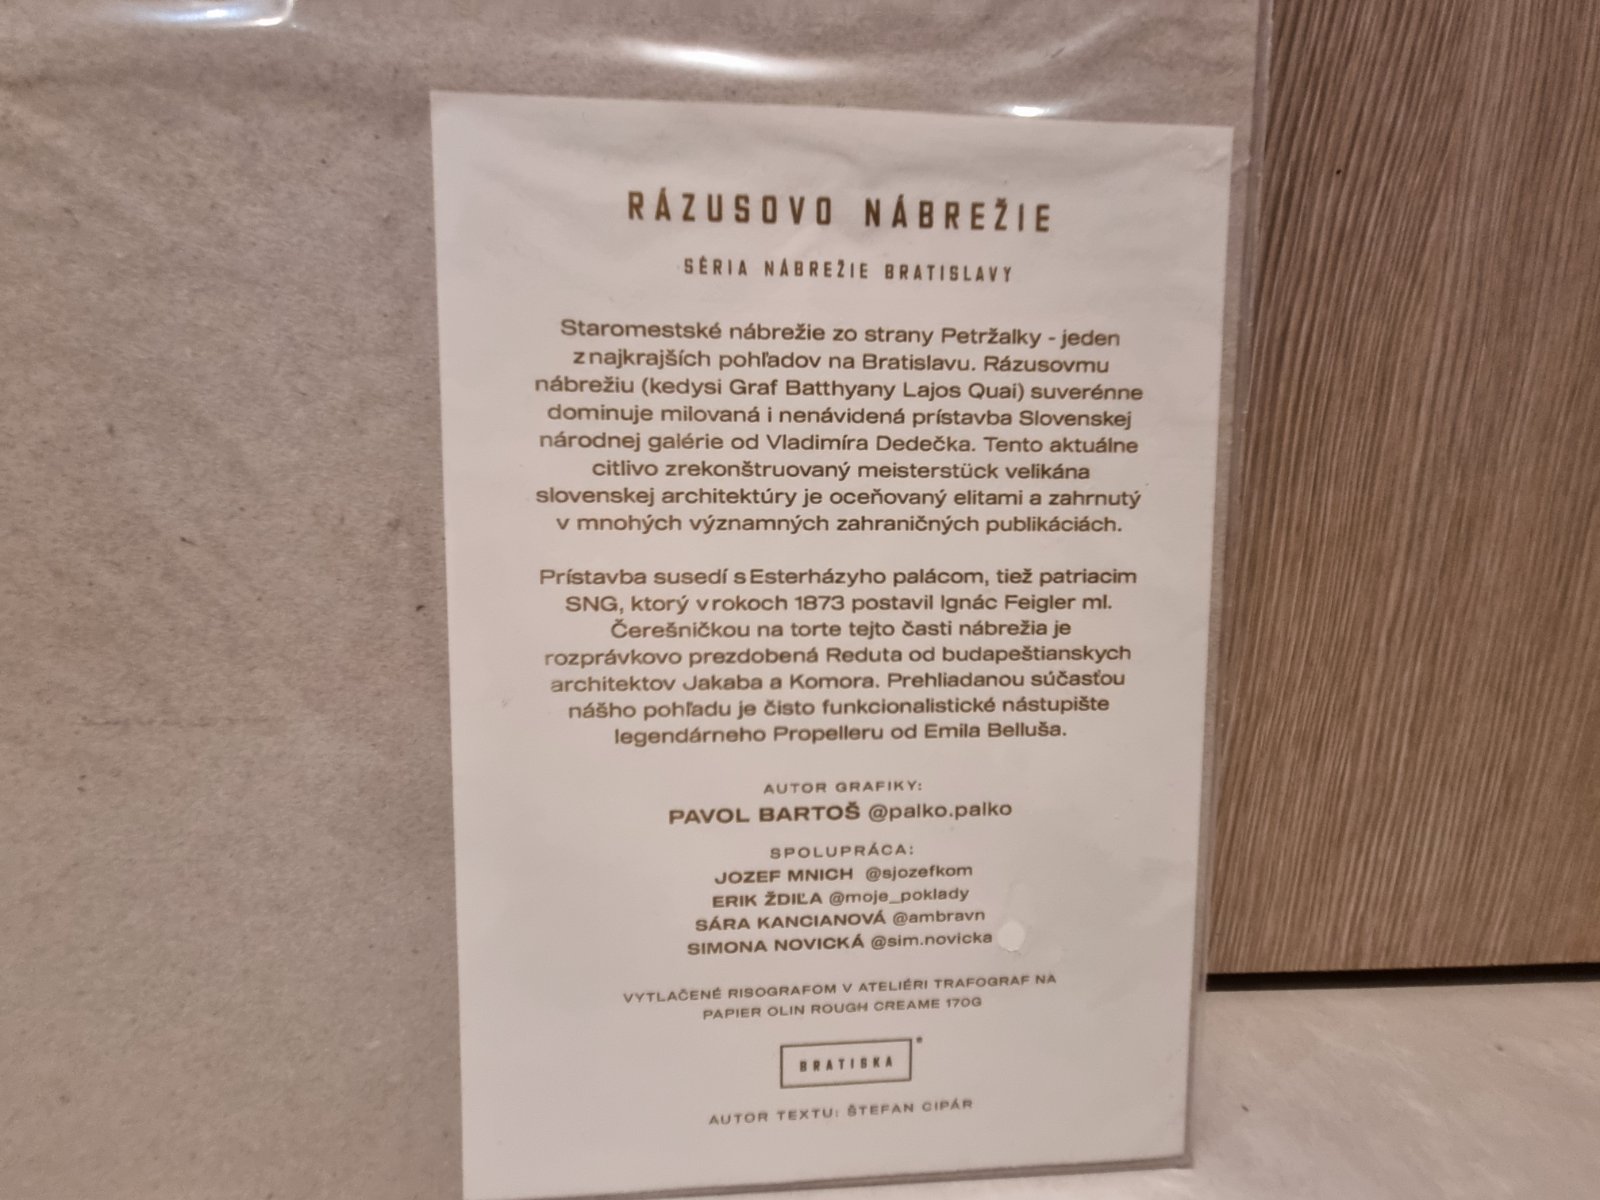 RÁZUSOVO NÁBREŽIE
SÉRIA NÁBREŽIE BRATISLAVY
Staromestské nábrežie zo strany Petržalky - jeden
z najkrajších pohľadov na Bratislavu. Rázusovmu
nábrežiu (kedysi Graf Batthyany Lajos Quai) suverénne
dominuje milovaná i nenávidená prístavba Slovenskej
národnej galérie od Vladimíra Dedečka. Tento aktuálne
citlivo zrekonštruovaný meisterstück velikána
slovenskej architektúry je oceňovaný elitami a zahrnutý
v mnohých významných zahraničných publikáciách.
Prístavba susedí s Esterházyho palácom, tiež patriacim
SNG, ktorý v rokoch 1873 postavil Ignác Feigler ml.
Čerešničkou na torte tejto časti nábrežia je
rozprávkovo prezdobená Reduta od budapeštianskych
architektov Jakaba a Komora. Prehliadanou súčasťou
nášho pohľadu je čisto funkcionalistické nástupište
legendárneho Propelleru od Emila Belluša.
AUTOR GRAFIKY:
PAVOL BARTOŠ @palko.palko
SPOLUPRÁCA:
JOZEF MNICH @sjozefkom
ERIK ŽDIĽA @moje_poklady
SÁRA KANCIANOVÁ @ambravn
SIMONA NOVICKÁ @sim.novicka
VYTLAČENÉ RISOGRAFOM V ATELIÉRI TRAFOGRAF NA
PAPIER OLIN ROUGH CREAME 170G
BRATISKA
AUTOR TEXTU: ŠTEFAN CIPÁR